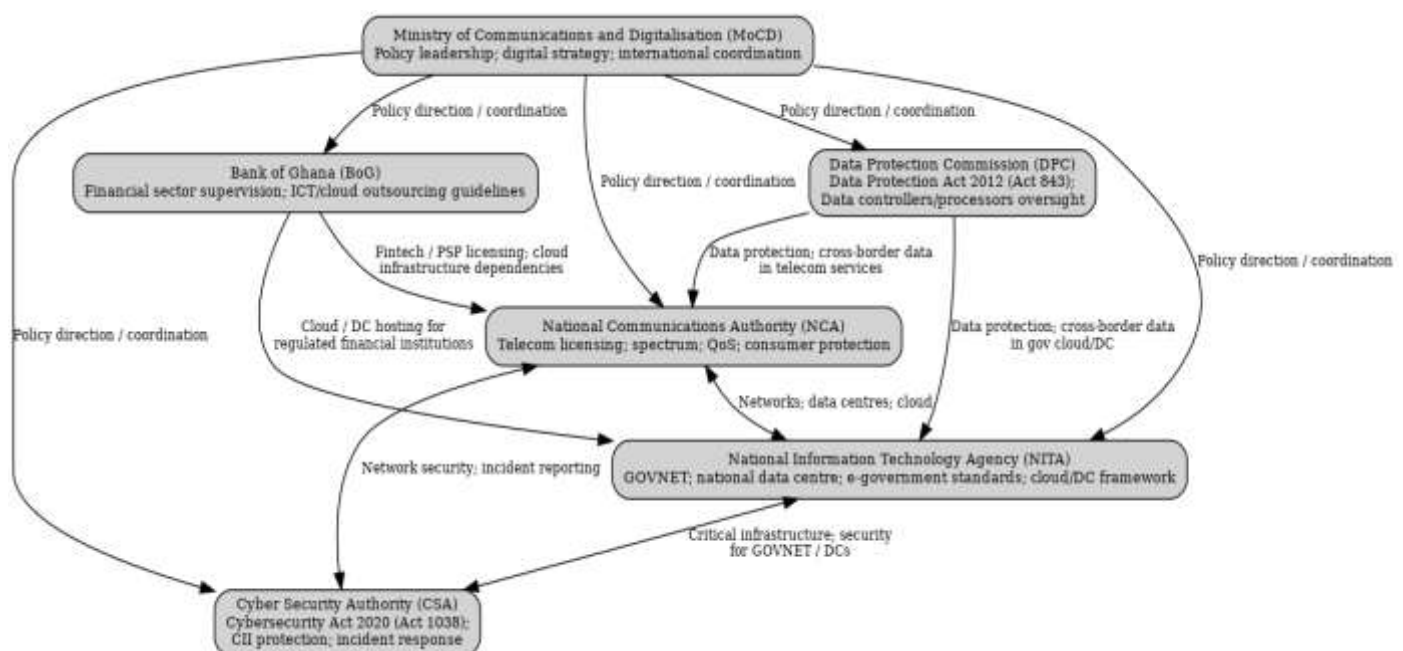 Ministry of Communications and Digitalisation (MoCD)
Policy leadership; digital strategy; international coordination
Policy direction / coordination
Policy direction / coordination
Bank of Ghana (BoG)
Financial sector supervision; ICT/cloud outsourcing guidelines
Policy direction / coordination
Data Protection Commission (DPC)
Data Protection Act 2012 (Act 843);
Data controllers/processors oversight
Fintech / PSP licensing; cloud
infrastructure dependencies
Data protection; cross-border data
in telecom services
Policy direction / coordination
Policy direction / coordination
Cloud / DC hosting for
regulated financial institutions
National Communications Authority (NCA)
Telecom licensing; spectrum; QoS; consumer protection
Data protection; cross-border data
in gov cloud/DC
Networks; data centres; cloud
Network security; incident reporting
National Information Technology Agency (NITA)
GOVNET; national data centre; e-government standards; cloud/DC framework
Critical infrastructure; security
for GOVNET / DCs
Cyber Security Authority (CSA)
Cybersecurity Act 2020 (Act 1038);
CII protection; incident response